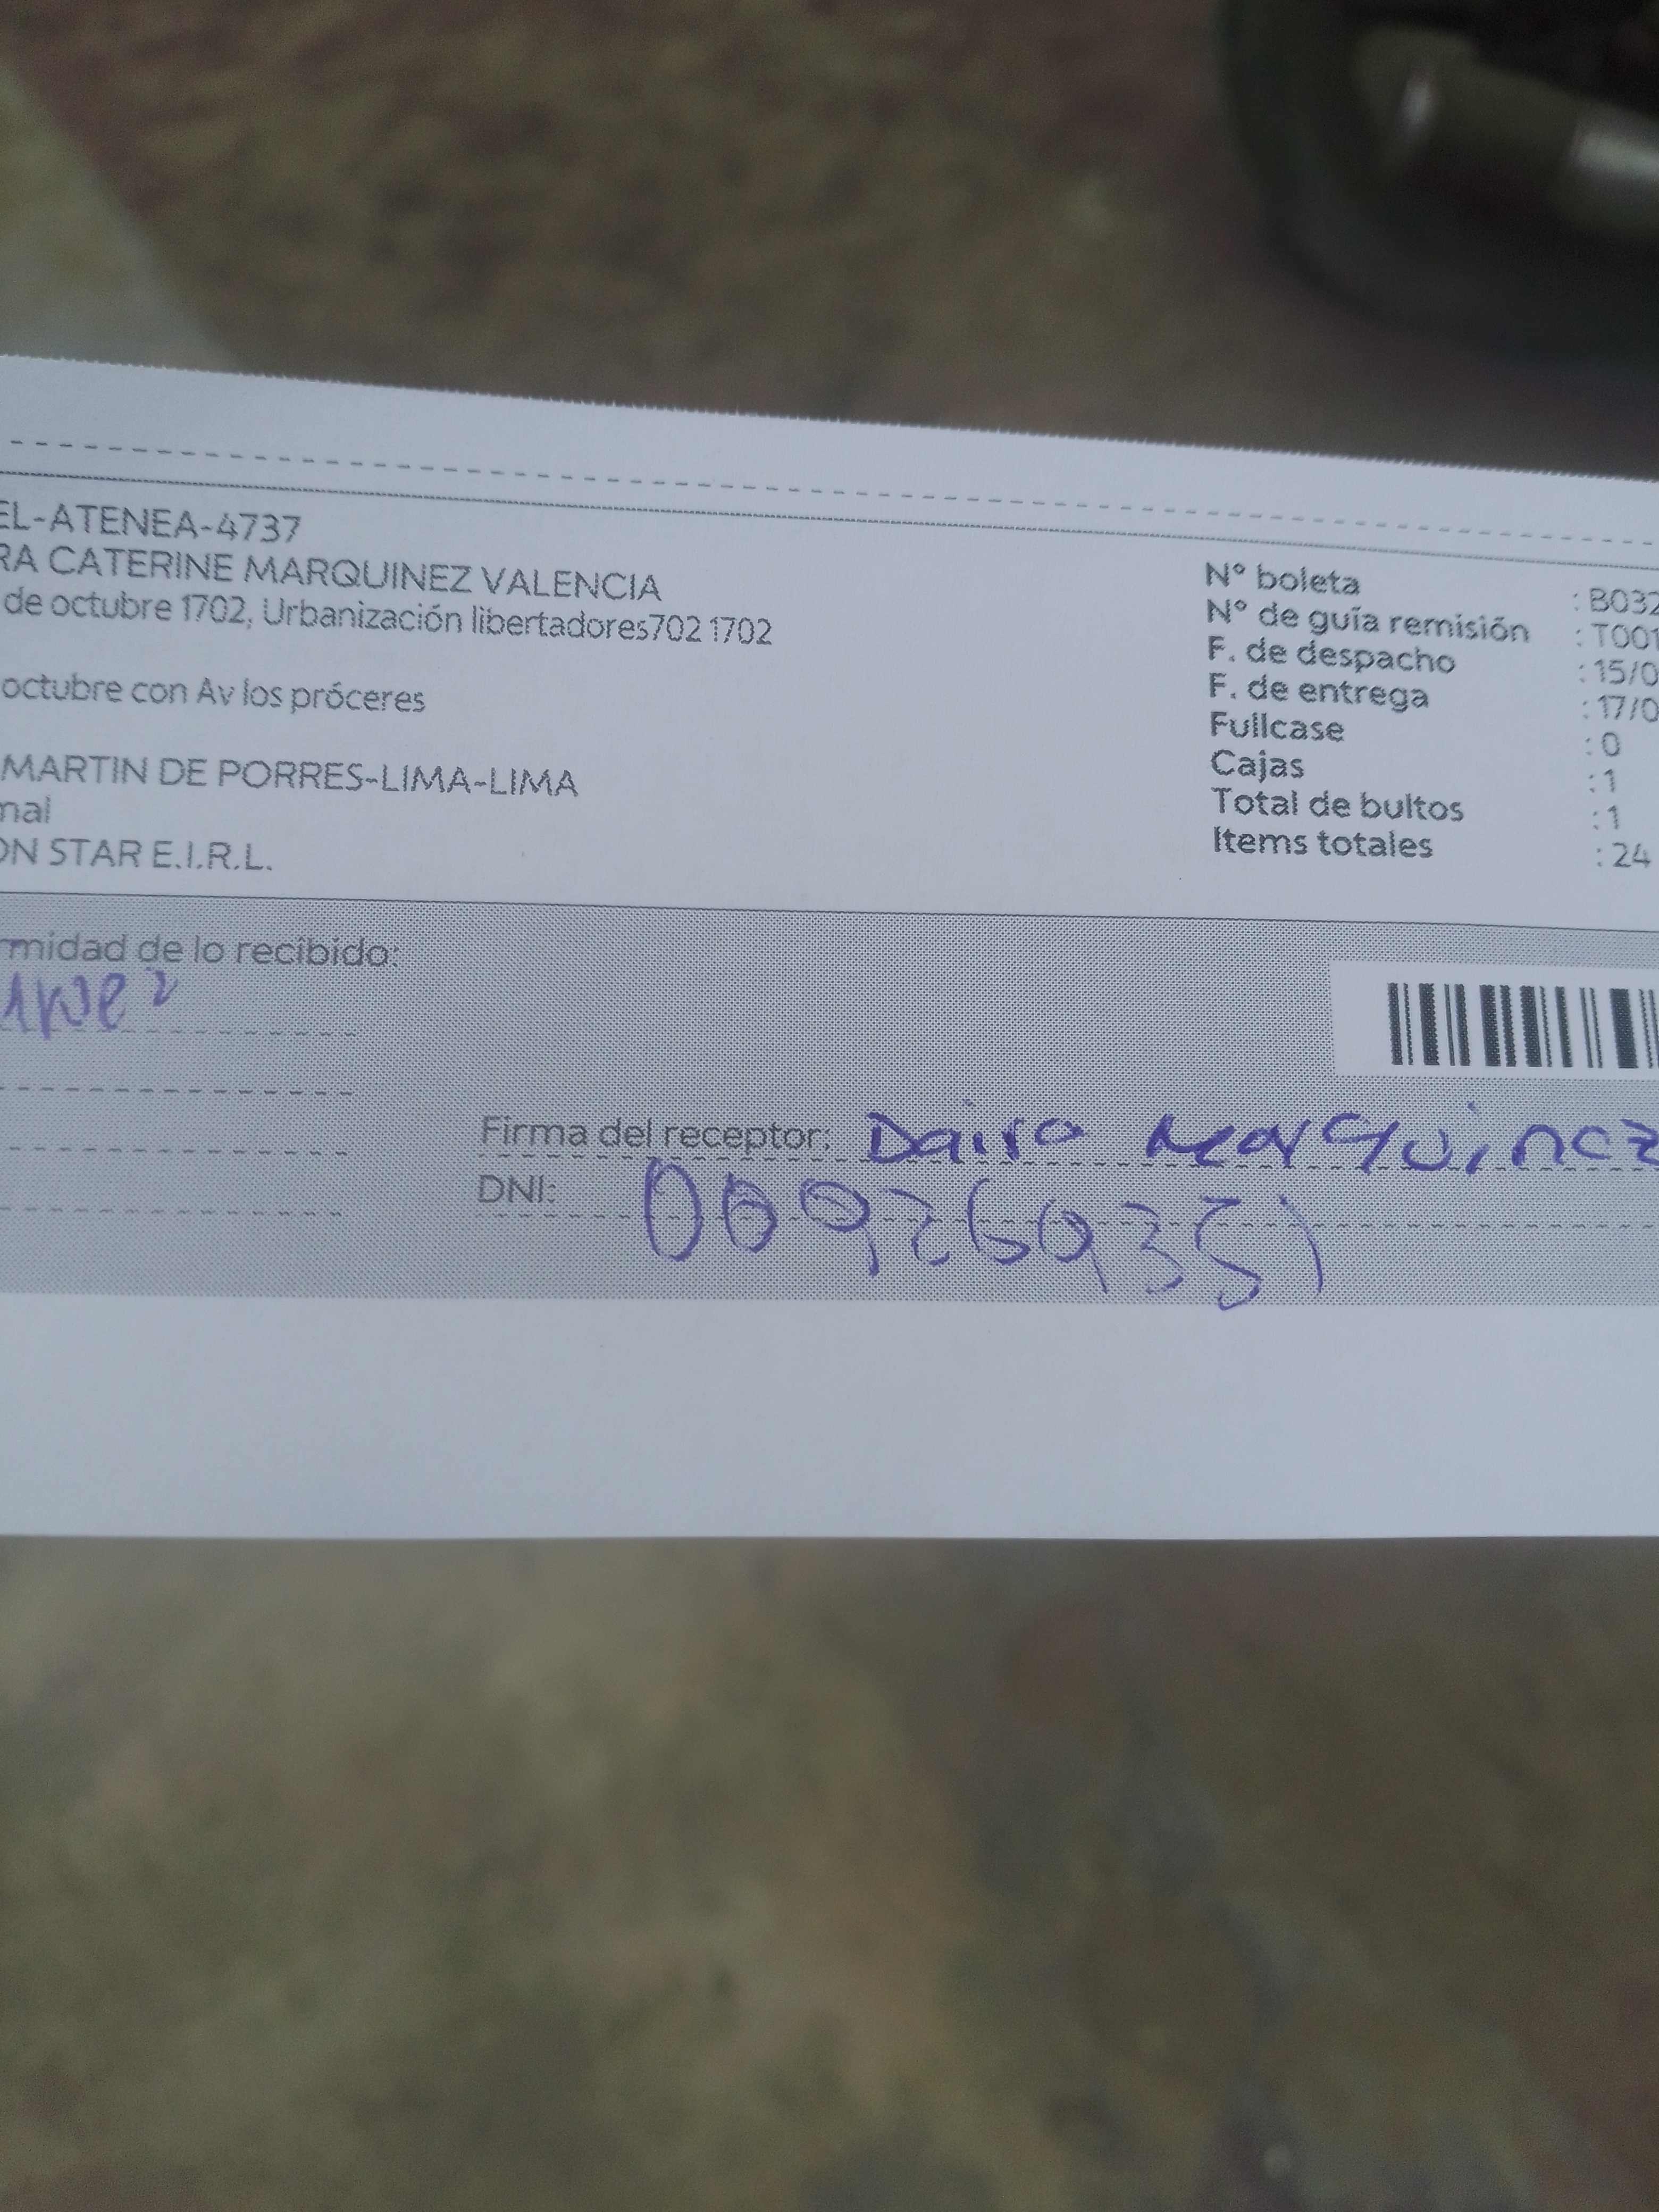 EL-ATENEA-4737
RA CATERINE MARQUINEZ VALENCIA
de octubre 1702, Urbanización libertadores702 1702
octubre con Av los próceres
MARTIN DE PORRES-LIMA-LIMA
nal
ON STAR E.I.R.L.
N° boleta : B032
N° de guía remisión : T001
F. de despacho : 15/0
F. de entrega : 17/0
Fullcase : 0
Cajas : 1
Total de bultos : 1
Items totales : 24
rmidad de lo recibido:
Firma del receptor: Daira Marquinez
DNI: 009260351